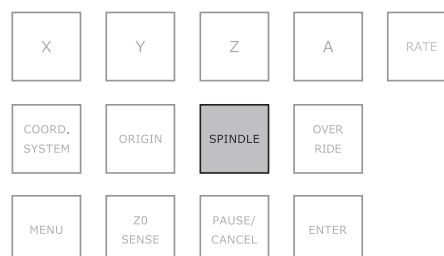 X
Y
Z
A
RATE
COORD.
SYSTEM
ORIGIN
SPINDLE
OVER
RIDE
MENU
Z0
SENSE
PAUSE/
CANCEL
ENTER